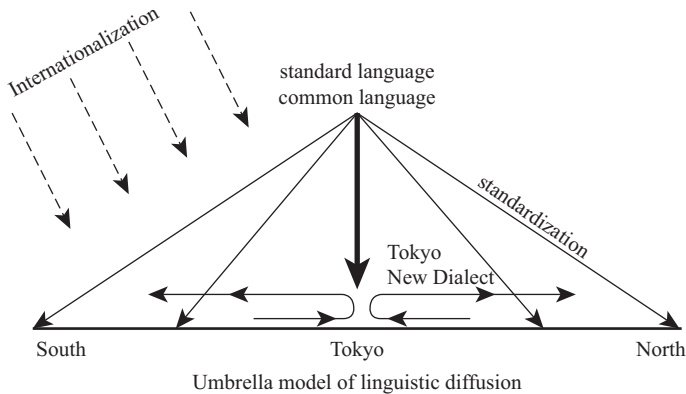 Internationalization
standard language
common language
standardization
Tokyo
New Dialect
South
Tokyo
North
Umbrella model of linguistic diffusion